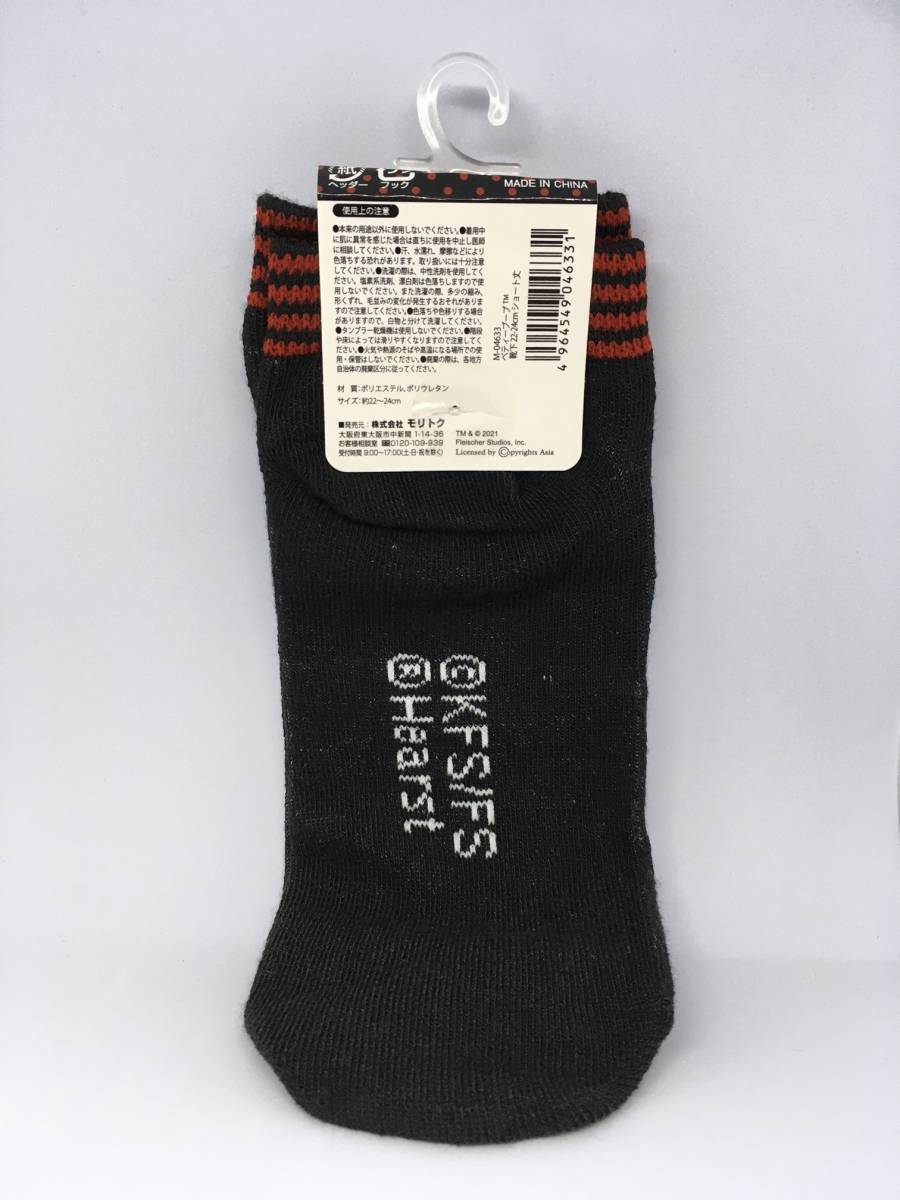 紙
ヘッダー
フック
MADE IN CHINA
使用上の注意
●本来の用途以外に使用しないでください。●着用中
に肌に異常を感じた場合は直ちに使用を中止し医師
に相談してください。●汗、水濡れ、摩擦などにより
色落ちする恐れがあります。取り扱いには十分注意
してください。●洗濯の際は、中性洗剤を使用してく
ださい。塩素系洗剤、漂白剤は色落ちしますので使
用しないでください。また洗濯の際、多少の縮み、
形くずれ、毛並みの変化が発生するおそれがありま
すので注意してください。●色落ちや色移りする場合
がありますので、白物と分けて洗濯してください。
●タンブラー乾燥機は使用しないでください。●階段
や床によっては滑りやすくなりますので注意してくだ
さい。●火気や熱源のそばや高温になる場所での使
用・保管はしないでください。●廃棄の際は、各地方
自治体の廃棄区分に従ってください。
材 質:ポリエステル、ポリウレタン
サイズ:約22〜24cm
■発売元:株式会社 モリトク
大阪府東大阪市中新開 1-14-36
お客様相談室 0120-109-939
受付時間 9:00〜17:00(土・日・祝を除く)
TM & © 2021
Fleischer Studios, Inc.
Licensed by ©opyrights Asia
M-04633
ベティーブープ™
靴下 22-24cm ショート丈
4 964549 046331
©KFS/FS
®Hearst